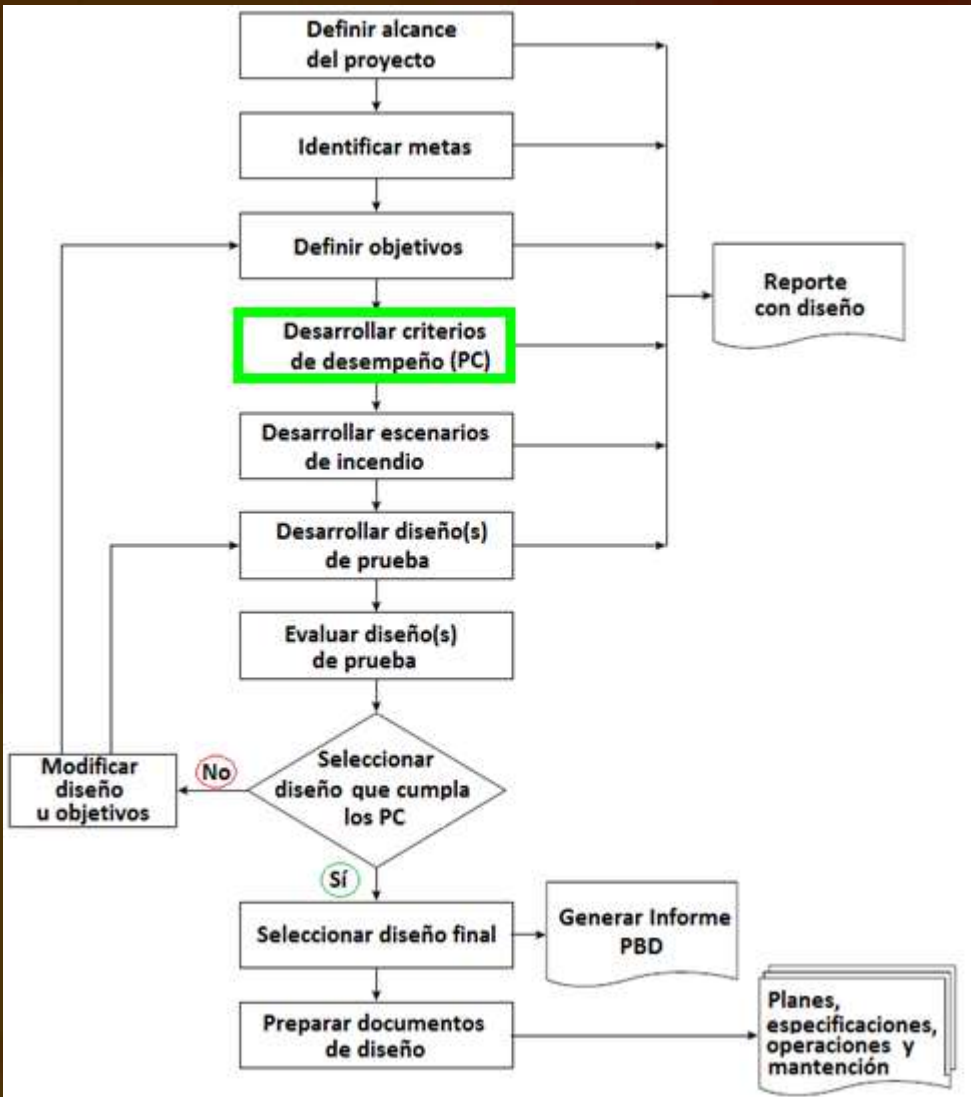 Definir alcance
del proyecto
Identificar metas
Definir objetivos
Reporte
con diseño
Desarrollar criterios
de desempeño (PC)
Desarrollar escenarios
de incendio
Desarrollar diseño(s)
de prueba
Evaluar diseño(s)
de prueba
Seleccionar
diseño que cumpla
los PC
No
Modificar
diseño
u objetivos
Sí
Seleccionar diseño final
Generar Informe
PBD
Preparar documentos
de diseño
Planes,
especificaciones,
operaciones y
mantención